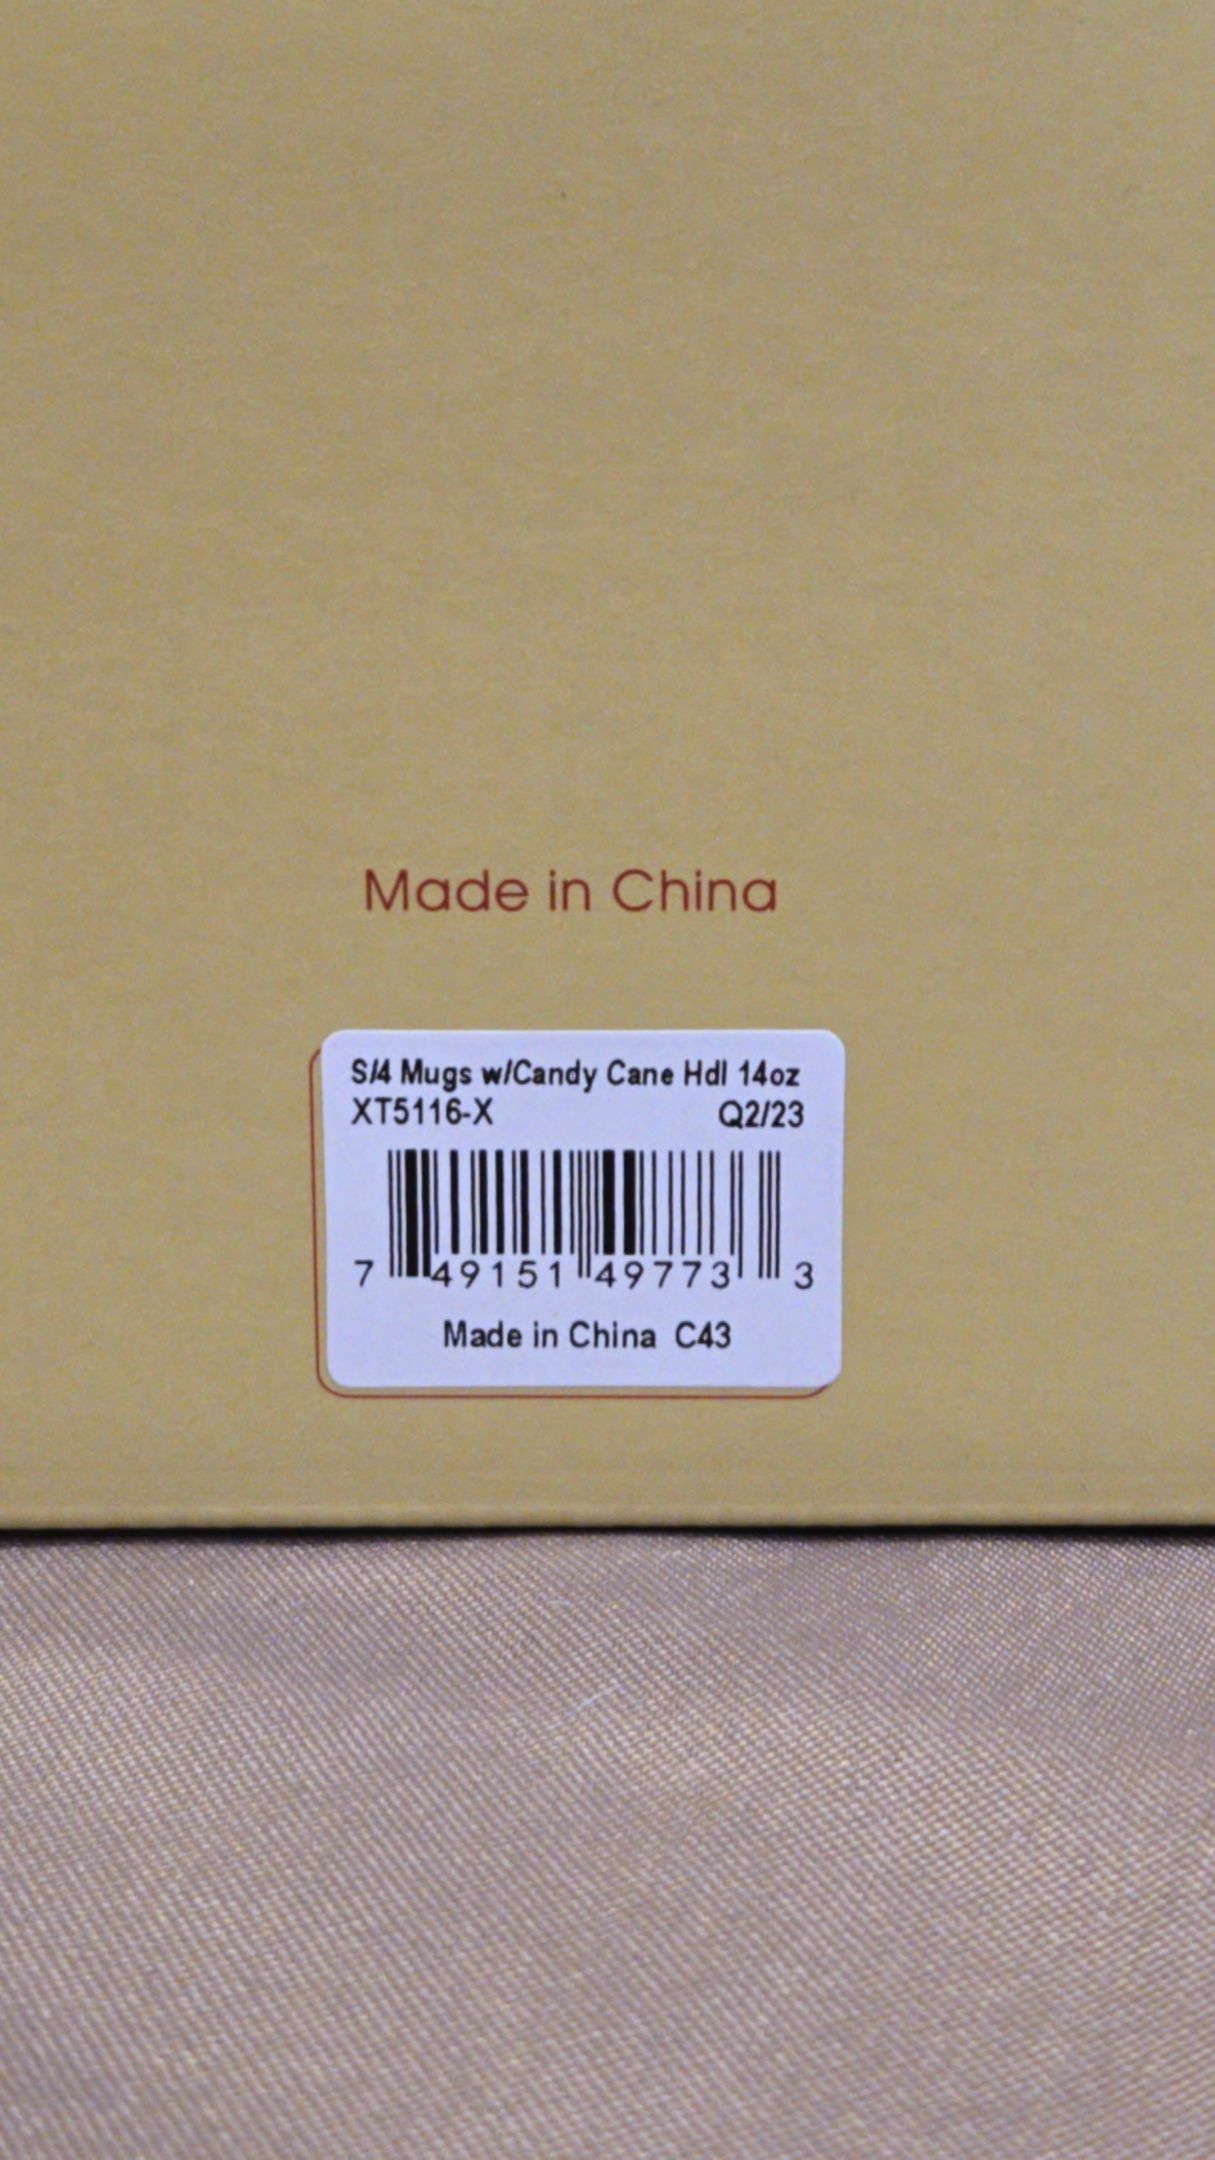 Made in China
S/4 Mugs w/Candy Cane Hdl 14oz
XT5116-X Q2/23
7 49151 49773 3
Made in China C43